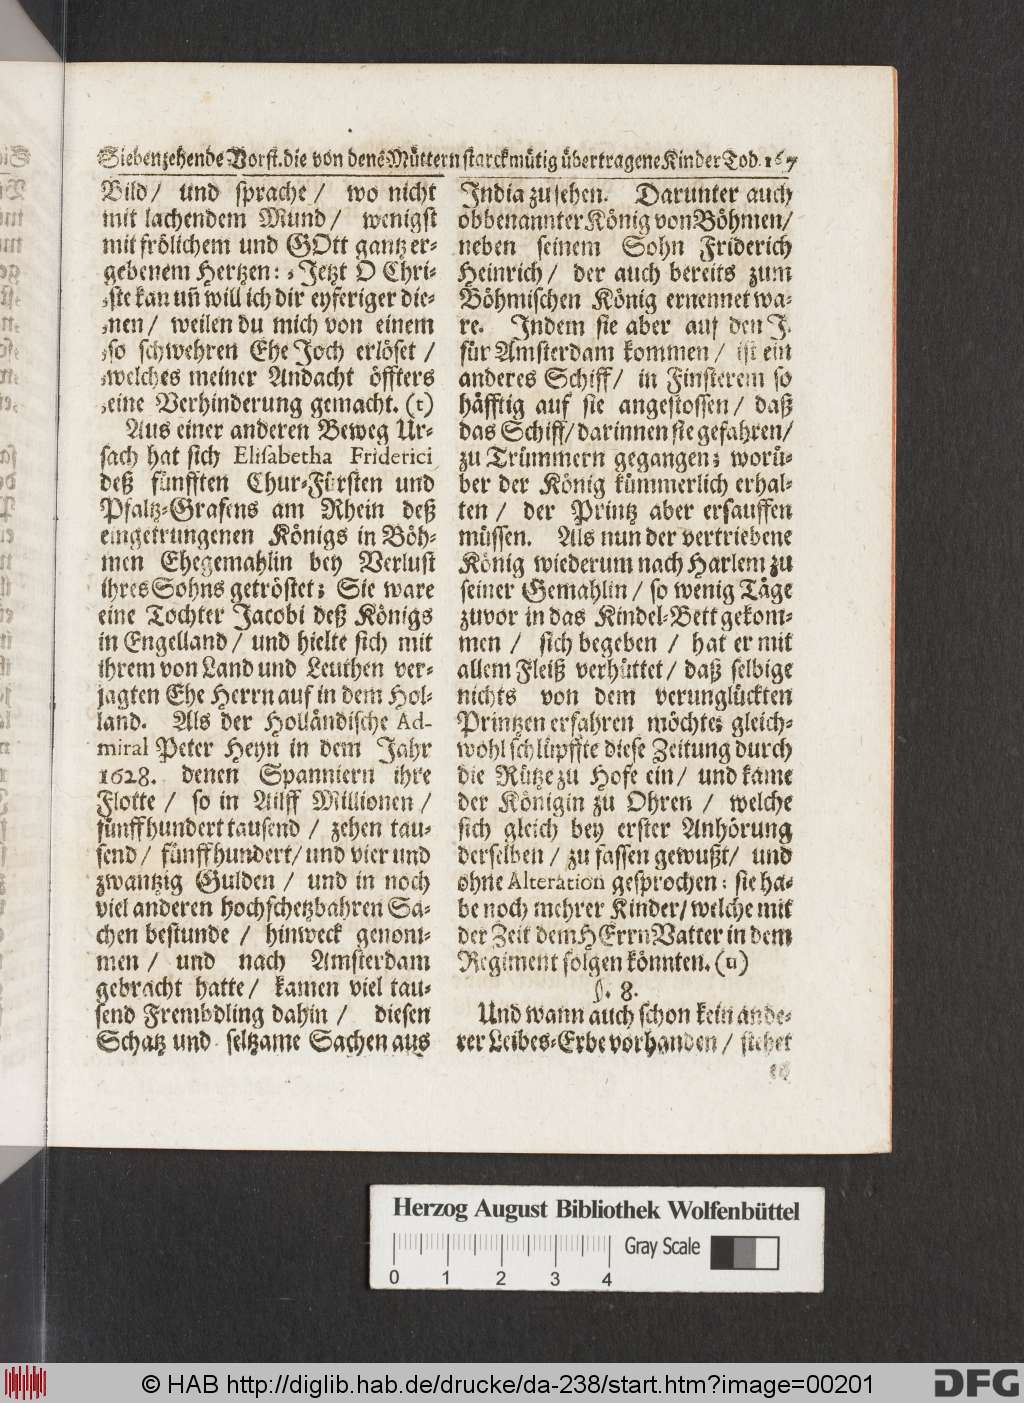 Siebenzehende Vorst. die von denē Müttern starckmütig übertragene Kinder Tod. 167
Bild/ und sprache/ wo nicht
mit lachendem Mund/ wenigst
mit frölichem und GOtt gantz er-
gebenem Hertzen: ,Jetzt O Chri-
,ste kan uñ will ich dir eyferiger die-
,nen/ weilen du mich von einem
,so schwehren Ehe Joch erlöset/
,welches meiner Andacht öffters
,eine Verhinderung gemacht. (t)
Aus einer anderen Beweg Ur-
sach hat sich Elisabetha Friderici
deß fünfften Chur-Fürsten und
Pfaltz-Grafens am Rhein deß
eingetrungenen Königs in Böh-
men Ehegemahlin bey Verlust
ihres Sohns getröstet; Sie ware
eine Tochter Jacobi deß Königs
in Engelland/ und hielte sich mit
ihrem von Land und Leuthen ver-
jagten Ehe Herrn auf in dem Hol-
land. Als der Holländische Ad-
miral Peter Heyn in dem Jahr
1628. denen Spanniern ihre
Flotte/ so in Ailff Millionen/
fünffhundert tausend/ zehen tau-
send/ fünffhundert/ und vier und
zwantzig Gulden/ und in noch
viel anderen hochschetzbahren Sa-
chen bestunde/ hinweck genom-
men/ und nach Amsterdam
gebracht hatte/ kamen viel tau-
send Frembdling dahin/ diesen
Schatz und seltzame Sachen aus
India zu sehen. Darunter auch
obbenannter König von Böhmen/
neben seinem Sohn Friderich
Heinrich/ der auch bereits zum
Böhmischen König ernennet wa-
re. Indem sie aber auf den J.
für Amsterdam kommen/ ist ein
anderes Schiff/ in Finsterem so
häfftig auf sie angestossen/ daß
das Schiff/ darinnen sie gefahren/
zu Trümmern gegangen; worü-
ber der König kümmerlich erhal-
ten/ der Printz aber ersauffen
müssen. Als nun der vertriebene
König wiederum nach Harlem zu
seiner Gemahlin/ so wenig Täge
zuvor in das Kindel-Bett gekom-
men/ sich begeben/ hat er mit
allem Fleiß verhüttet/ daß selbige
nichts von dem verunglückten
Printzen erfahren möchte; gleich-
wohl schlüpffte diese Zeitung durch
die Rütze zu Hofe ein/ und kame
der Königin zu Ohren/ welche
sich gleich bey erster Anhörung
derselben/ zu fassen gewußt/ und
ohne Alteration gesprochen: sie ha-
be noch mehrer Kinder/ welche mit
der Zeit dem HErrn Vatter in dem
Regiment folgen könnten. (u)
§. 8.
Und wann auch schon kein ande-
rer Leibes-Erbe vorhanden/ stehet
es
Herzog August Bibliothek Wolfenbüttel
Gray Scale
0 1 2 3 4
© HAB http://diglib.hab.de/drucke/da-238/start.htm?image=00201
DFG